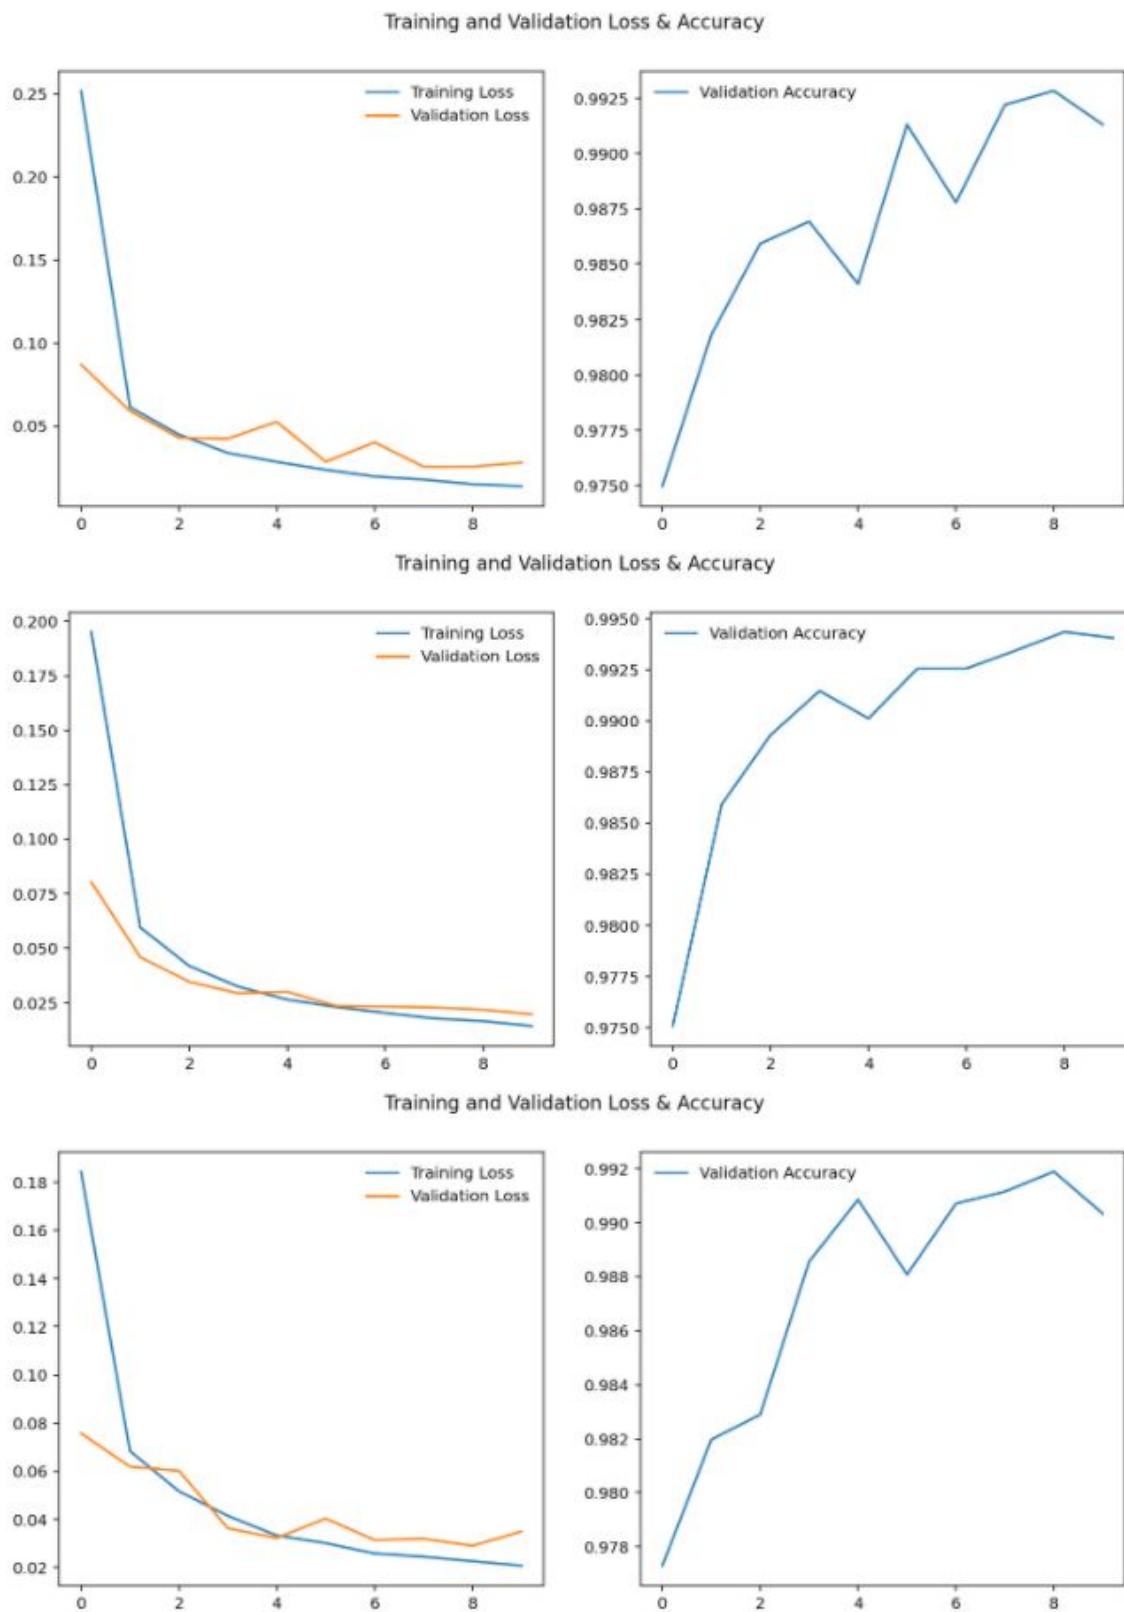 Training and Validation Loss & Accuracy
Training Loss
Validation Loss
0.25
0.20
0.15
0.10
0.05
0 2 4 6 8
Validation Accuracy
0.9925
0.9900
0.9875
0.9850
0.9825
0.9800
0.9775
0.9750
0 2 4 6 8
Training and Validation Loss & Accuracy
Training Loss
Validation Loss
0.200
0.175
0.150
0.125
0.100
0.075
0.050
0.025
0 2 4 6 8
Validation Accuracy
0.9950
0.9925
0.9900
0.9875
0.9850
0.9825
0.9800
0.9775
0.9750
0 2 4 6 8
Training and Validation Loss & Accuracy
Training Loss
Validation Loss
0.18
0.16
0.14
0.12
0.10
0.08
0.06
0.04
0.02
0 2 4 6 8
Validation Accuracy
0.992
0.990
0.988
0.986
0.984
0.982
0.980
0.978
0 2 4 6 8